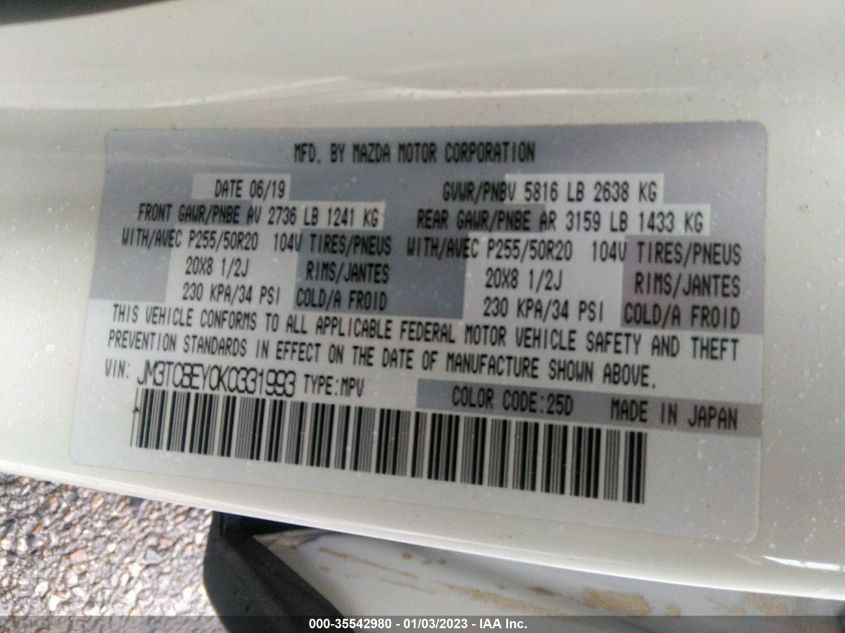 MFD. BY MAZDA MOTOR CORPORATION
DATE 06/19 GVWR/PNBV 5816 LB 2638 KG
FRONT GAWR/PNBE AV 2736 LB 1241 KG REAR GAWR/PNBE AR 3159 LB 1433 KG
WITH/AVEC P255/50R20 104V TIRES/PNEUS WITH/AVEC P255/50R20 104V TIRES/PNEUS
20X8 1/2J RIMS/JANTES 20X8 1/2J RIMS/JANTES
230 KPA/34 PSI COLD/A FROID 230 KPA/34 PSI COLD/A FROID
THIS VEHICLE CONFORMS TO ALL APPLICABLE FEDERAL MOTOR VEHICLE SAFETY AND THEFT
PREVENTION STANDARDS IN EFFECT ON THE DATE OF MANUFACTURE SHOWN ABOVE.
VIN: JM3TCBEY0K0331993 TYPE:MPV COLOR CODE:25D MADE IN JAPAN
000-35542980 - 01/03/2023 - IAA Inc.